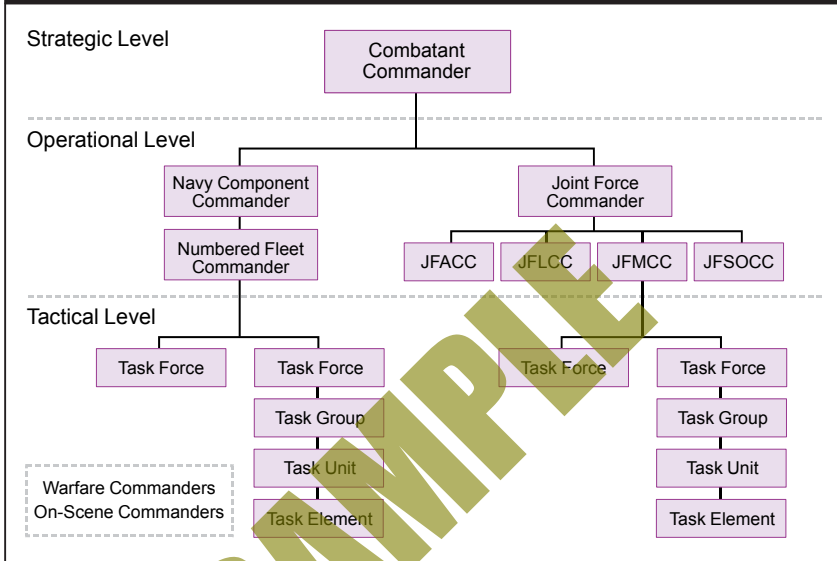 Strategic Level
Combatant
Commander
Operational Level
Navy Component
Commander
Joint Force
Commander
Numbered Fleet
Commander
JFACC
JFLCC
JFMCC
JFSOCC
Tactical Level
Task Force
Task Force
Task Force
Task Force
Task Group
Task Group
Task Unit
Task Unit
Warfare Commanders
On-Scene Commanders
Task Element
Task Element
SAMPLE